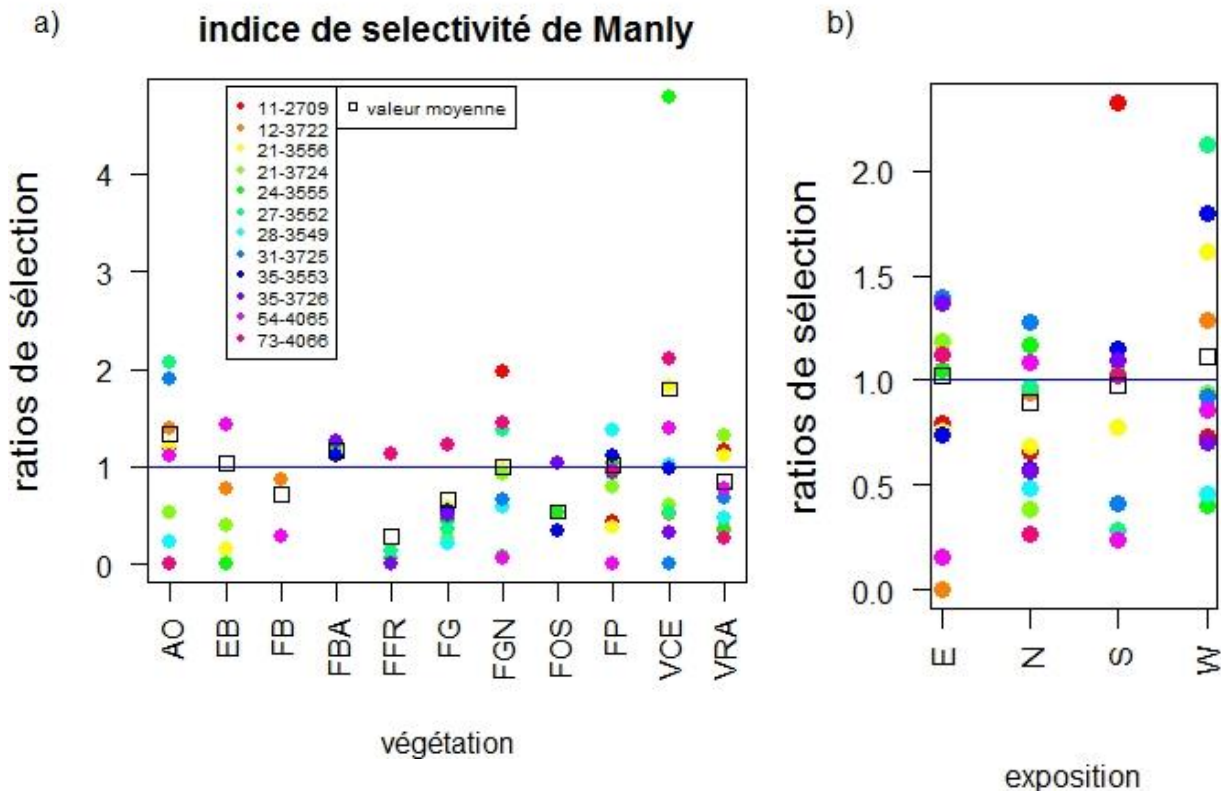 a)
indice de selectivité de Manly
ratios de sélection
4
3
2
1
0
11-2709
12-3722
21-3556
21-3724
24-3555
27-3552
28-3549
31-3725
35-3553
35-3726
54-4065
73-4066
valeur moyenne
AO
EB
FB
FBA
FFR
FG
FGN
FOS
FP
VCE
VRA
végétation
b)
ratios de sélection
2.0
1.5
1.0
0.5
0.0
E
N
S
W
exposition